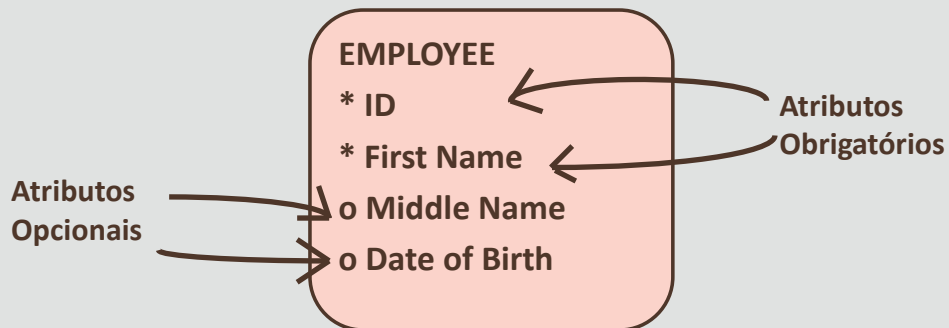 EMPLOYEE
* ID
* First Name
o Middle Name
o Date of Birth
Atributos
Obrigatórios
Atributos
Opcionais